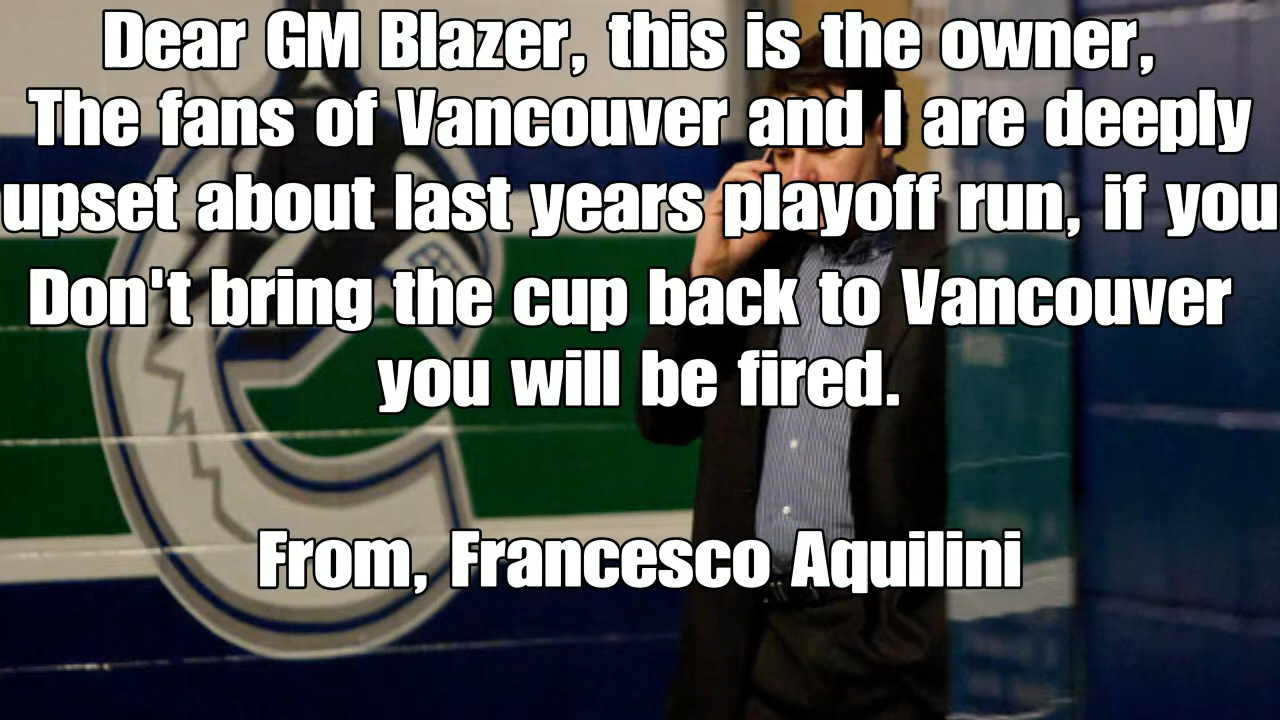 Dear GM Blazer, this is the owner,
The fans of Vancouver and I are deeply
upset about last years playoff run, if you
Don't bring the cup back to Vancouver
you will be fired.
From, Francesco Aquilini